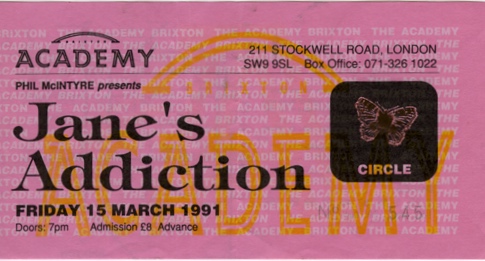 BRIXTON
ACADEMY
211 STOCKWELL ROAD, LONDON
SW9 9SL Box Office: 071-326 1022
PHIL McINTYRE presents
Jane's
Addiction
CIRCLE
FRIDAY 15 MARCH 1991
Doors: 7pm Admission £8 Advance
ACADEMY